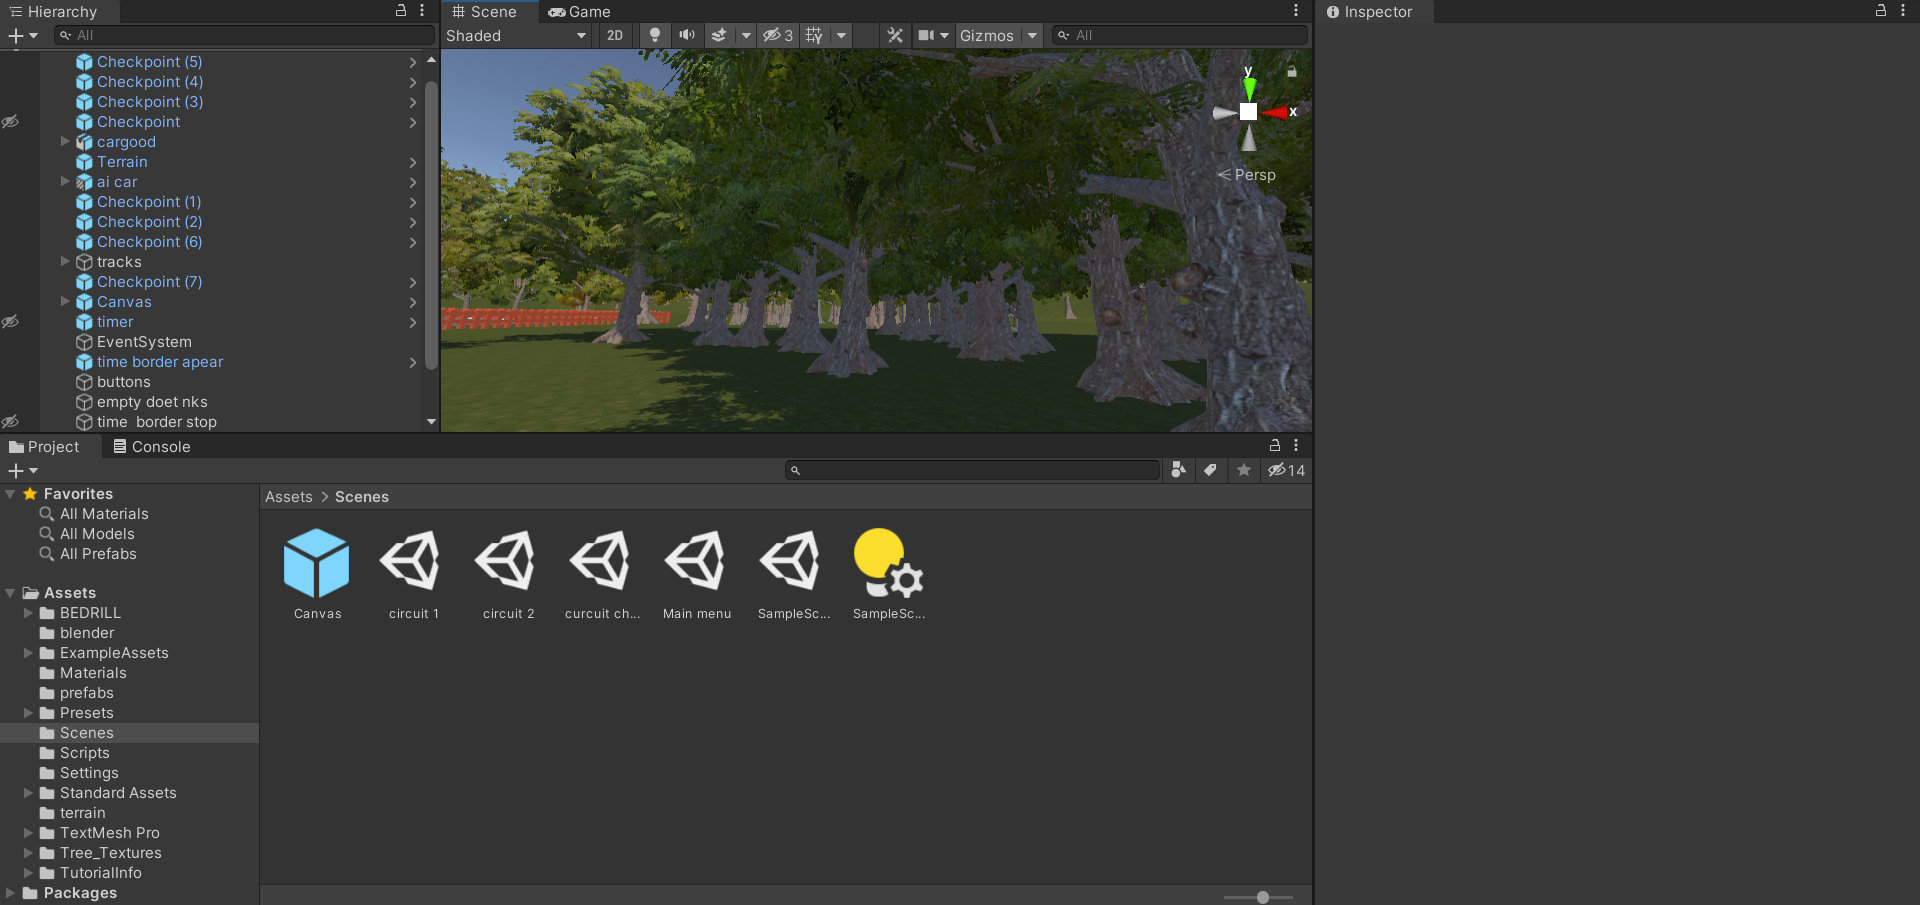 Hierarchy
All
Checkpoint (5)
Checkpoint (4)
Checkpoint (3)
Checkpoint
cargood
Terrain
ai car
Checkpoint (1)
Checkpoint (2)
Checkpoint (6)
tracks
Checkpoint (7)
Canvas
timer
EventSystem
time border apear
buttons
empty doet nks
time  border stop
Scene
Game
Shaded
2D
3
Gizmos
All
y
x
Persp
Inspector
Project
Console
14
Favorites
All Materials
All Models
All Prefabs
Assets
BEDRILL
blender
ExampleAssets
Materials
prefabs
Presets
Scenes
Scripts
Settings
Standard Assets
terrain
TextMesh Pro
Tree_Textures
TutorialInfo
Packages
Assets > Scenes
Canvas
circuit 1
circuit 2
curcuit ch...
Main menu
SampleSc...
SampleSc...